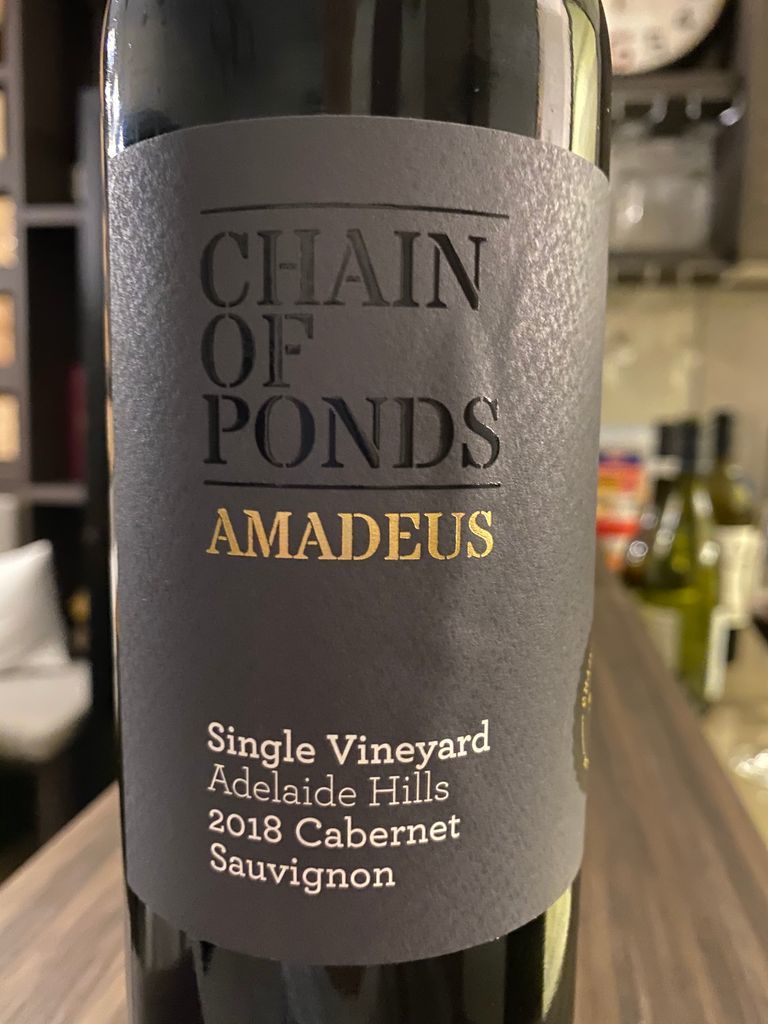 CHAIN
OF
PONDS
AMADEUS
Single Vineyard
Adelaide Hills
2018 Cabernet
Sauvignon